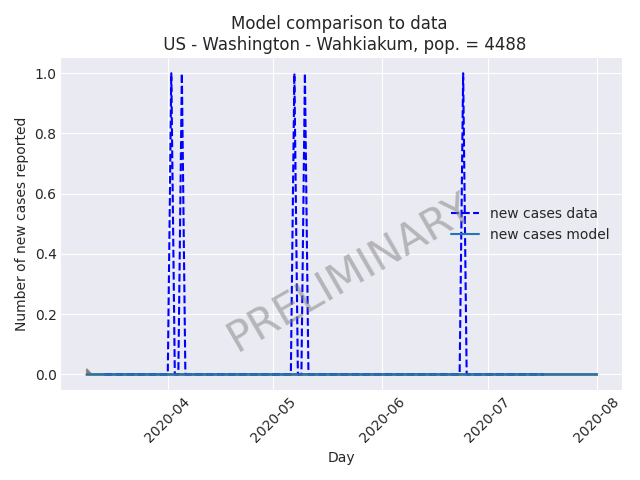 Model comparison to data
US - Washington - Wahkiakum, pop. = 4488
Number of new cases reported
1.0
0.8
0.6
0.4
0.2
0.0
PRELIMINARY
new cases data
new cases model
2020-04
2020-05
2020-06
2020-07
2020-08
Day